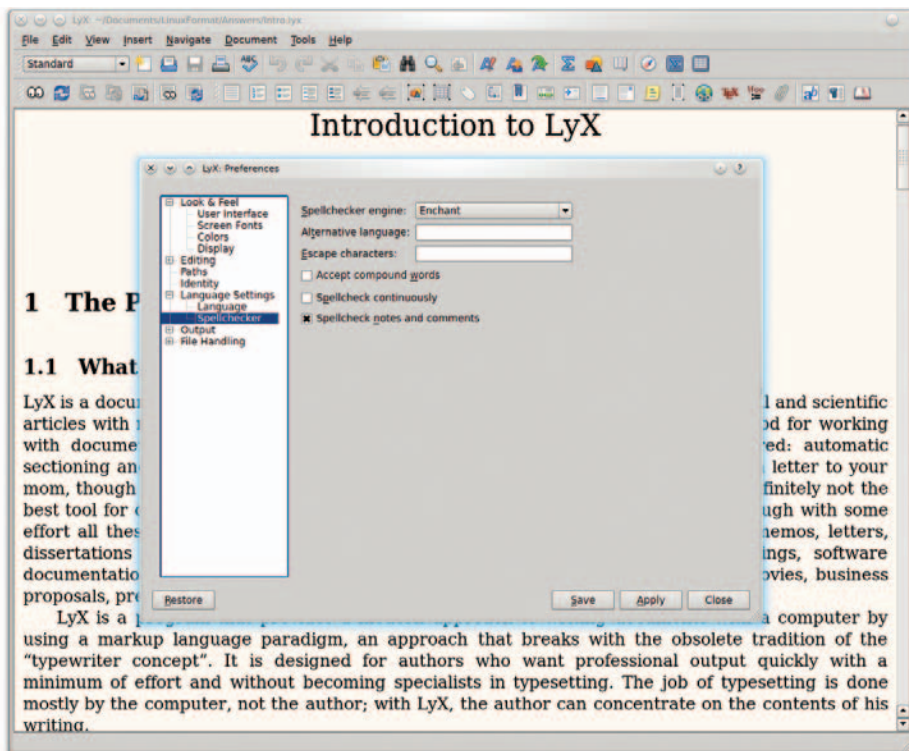 LyX: ~/Documents/LinuxFormat/Answers/Intro.lyx
File Edit View Insert Navigate Document Tools Help
Standard
Introduction to LyX
LyX: Preferences
Look & Feel
User Interface
Screen Fonts
Colors
Display
Editing
Paths
Identity
Language Settings
Language
Spellchecker
Output
File Handling
Spellchecker engine: Enchant
Alternative language:
Escape characters:
Accept compound words
Spellcheck continuously
Spellcheck notes and comments
Restore Save Apply Close
1 The P
1.1 What
LyX is a docu l and scientific
articles with od for working
with docume red: automatic
sectioning an letter to your
mom, though finitely not the
best tool for ugh with some
effort all thes memos, letters,
dissertations ings, software
documentatio ovies, business
proposals, pre
LyX is a a computer by
using a markup language paradigm, an approach that breaks with the obsolete tradition of the
“typewriter concept”. It is designed for authors who want professional output quickly with a
minimum of effort and without becoming specialists in typesetting. The job of typesetting is done
mostly by the computer, not the author; with LyX, the author can concentrate on the contents of his
writing.